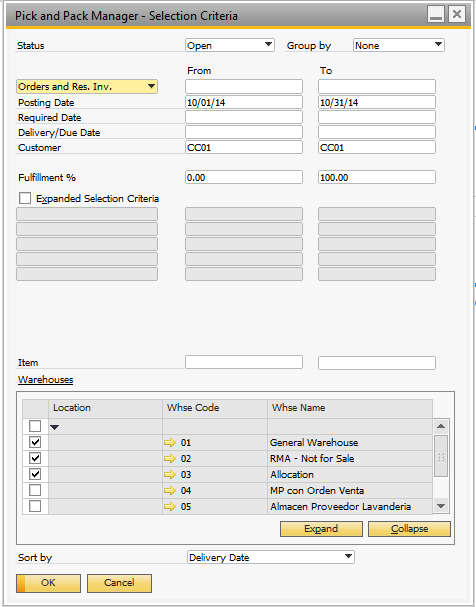 Pick and Pack Manager - Selection Criteria
Status Open Group by None
From To
Orders and Res. Inv.
Posting Date 10/01/14 10/31/14
Required Date
Delivery/Due Date
Customer CC01 CC01
Fulfillment % 0.00 100.00
Expanded Selection Criteria
Item
Warehouses
Location Whse Code Whse Name
01 General Warehouse
02 RMA - Not for Sale
03 Allocation
04 MP con Orden Venta
05 Almacen Proveedor Lavanderia
Expand Collapse
Sort by Delivery Date
OK Cancel